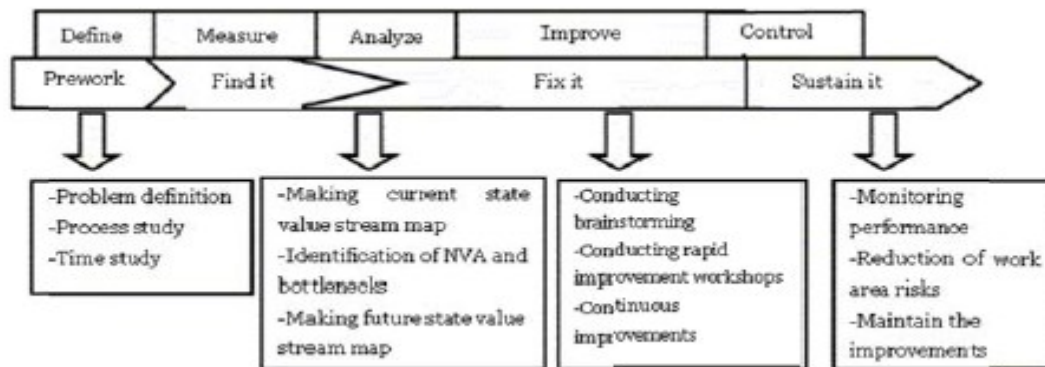 Define Measure Analyze Improve Control
Prework Find it Fix it Sustain it
-Problem definition
-Process study
-Time study
-Making current state
value stream map
-Identification of NVA and
bottlenecks
-Making future state value
stream map
-Conducting
brainstorming
-Conducting rapid
improvement workshops
-Continuous
improvements
-Monitoring
performance
-Reduction of work
area risks
-Maintain the
improvements